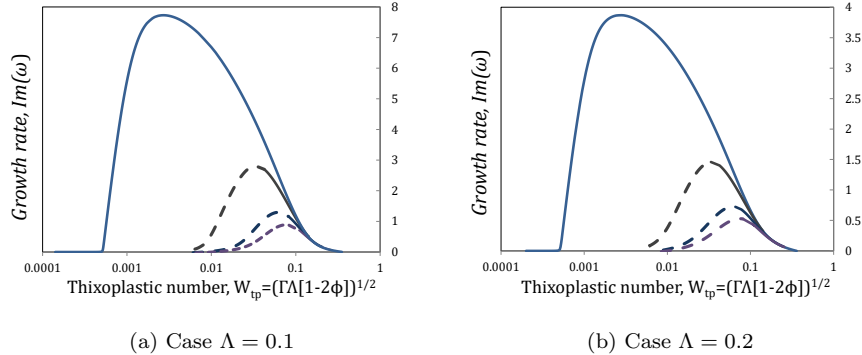 8
7
6
5
4
3
2
1
0
Growth rate, Im(ω)
0.0001 0.001 0.01 0.1 1
Thixoplastic number, Wtp=(ΓΛ[1-2ϕ])1/2
(a) Case Λ = 0.1
4
3.5
3
2.5
2
1.5
1
0.5
0
Growth rate, Im(ω)
0.0001 0.001 0.01 0.1 1
Thixoplastic number, Wtp=(ΓΛ[1-2ϕ])1/2
(b) Case Λ = 0.2